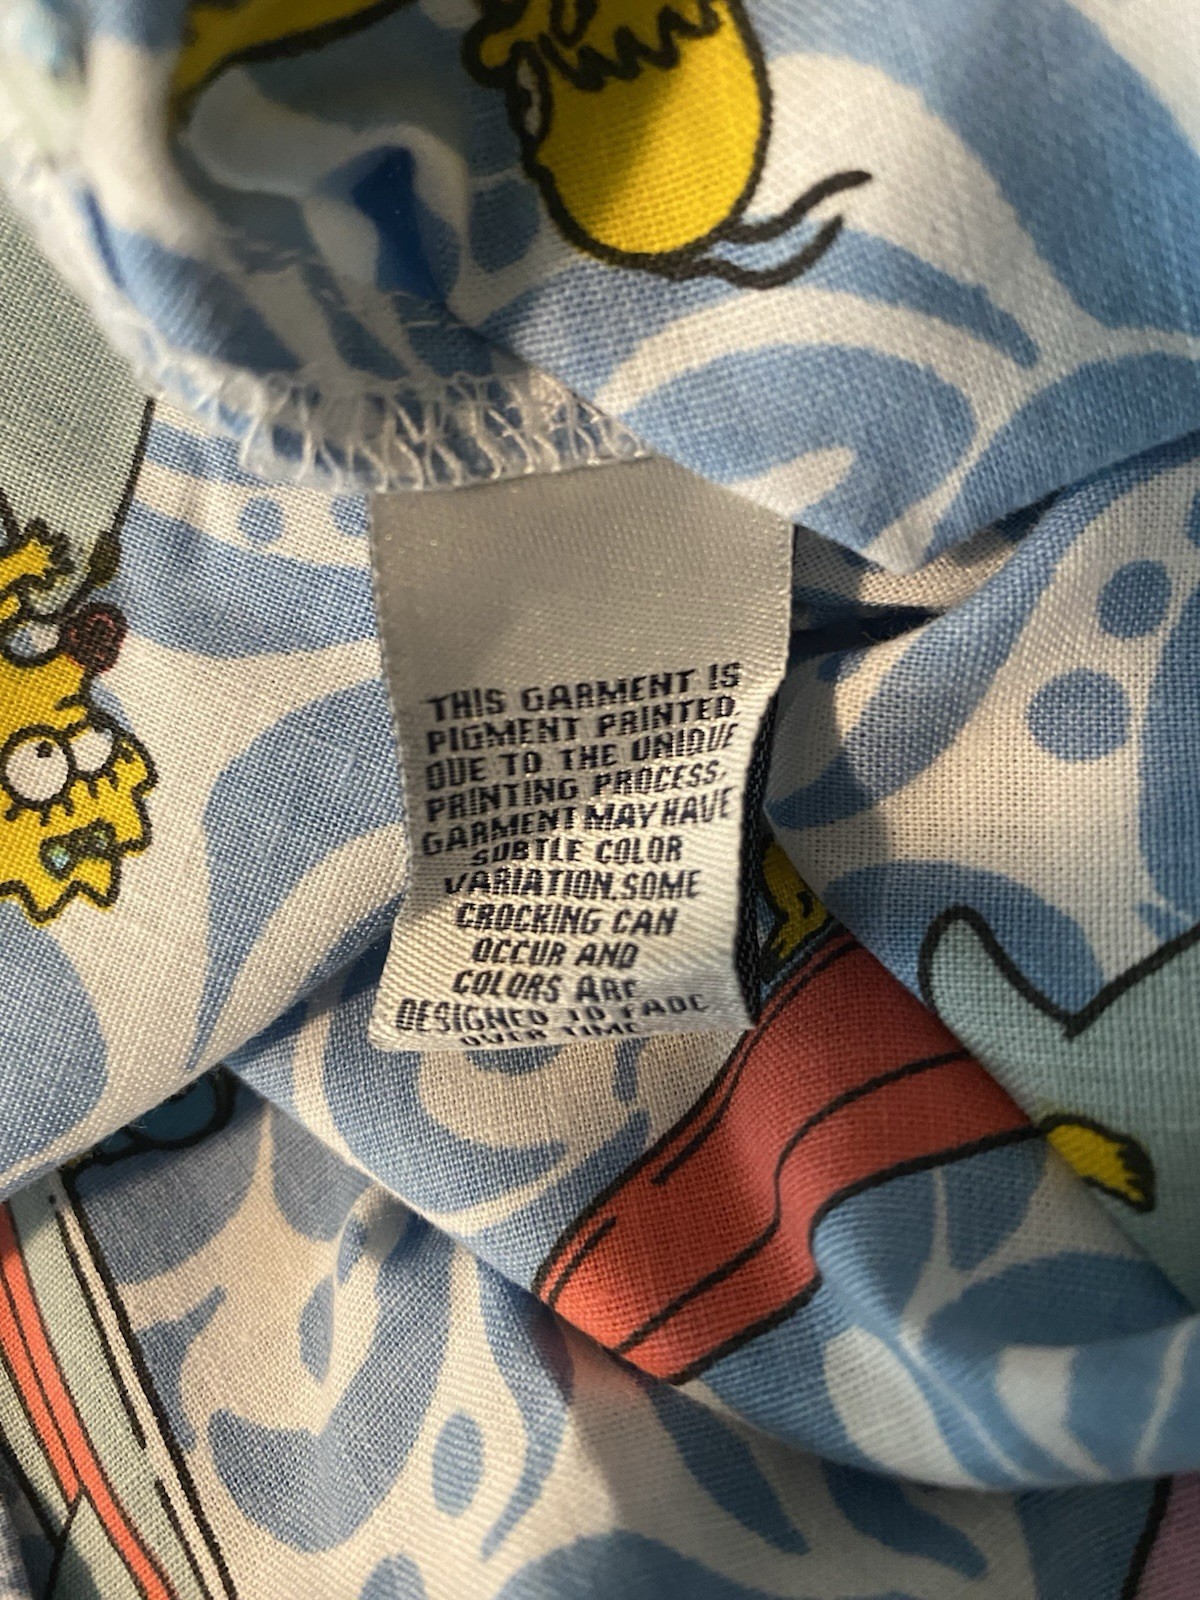 THIS GARMENT IS
PIGMENT PRINTED
DUE TO THE UNIQUE
PRINTING PROCESS,
GARMENT MAY HAVE
SUBTLE COLOR
VARIATION.SOME
CROCKING CAN
OCCUR AND
COLORS ARE
DESIGNED TO FADE
OVER TIME